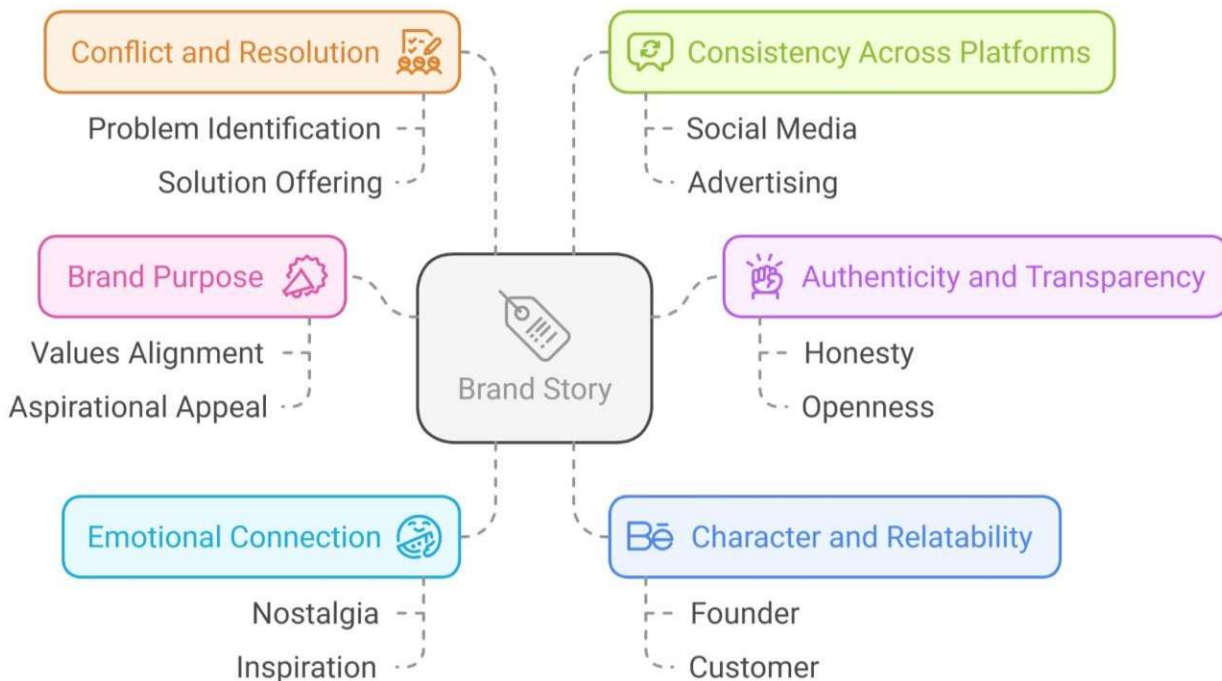 Conflict and Resolution
Problem Identification
Solution Offering
Consistency Across Platforms
Social Media
Advertising
Brand Purpose
Values Alignment
Aspirational Appeal
Brand Story
Authenticity and Transparency
Honesty
Openness
Emotional Connection
Nostalgia
Inspiration
Bē Character and Relatability
Founder
Customer